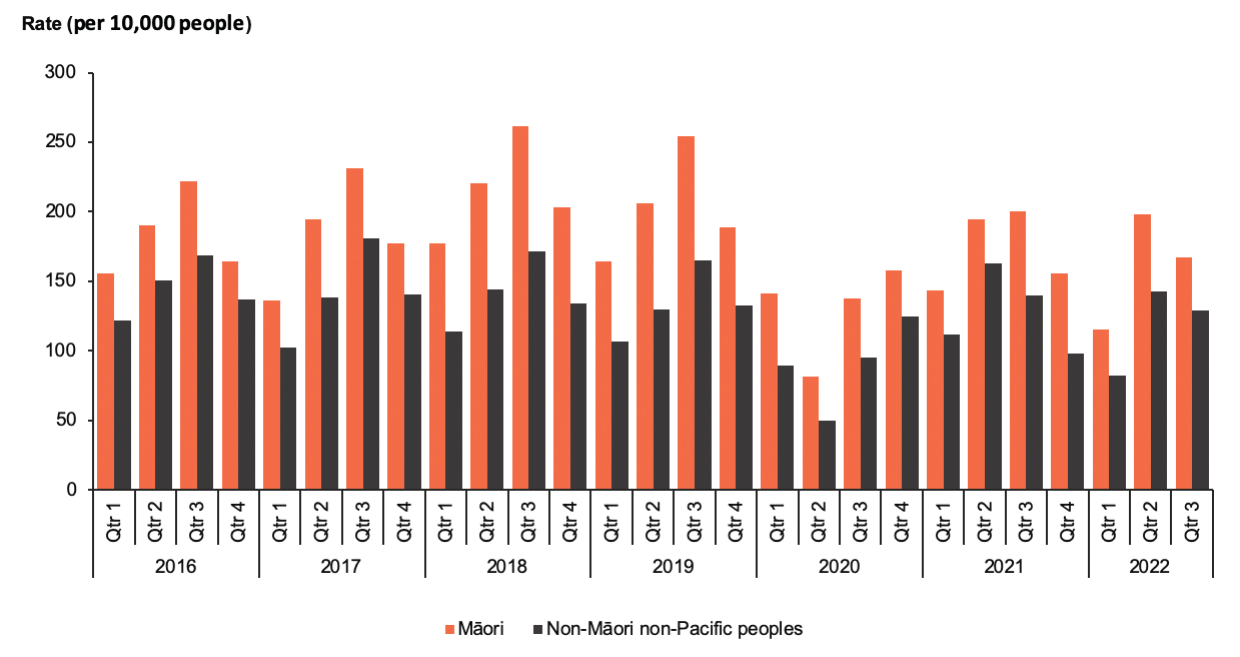 Rate (per 10,000 people)
300
250
200
150
100
50
0
Qtr 1 Qtr 2 Qtr 3 Qtr 4 Qtr 1 Qtr 2 Qtr 3 Qtr 4 Qtr 1 Qtr 2 Qtr 3 Qtr 4 Qtr 1 Qtr 2 Qtr 3 Qtr 4 Qtr 1 Qtr 2 Qtr 3 Qtr 4 Qtr 1 Qtr 2 Qtr 3 Qtr 4 Qtr 1 Qtr 2 Qtr 3
2016 2017 2018 2019 2020 2021 2022
Māori Non-Māori non-Pacific peoples